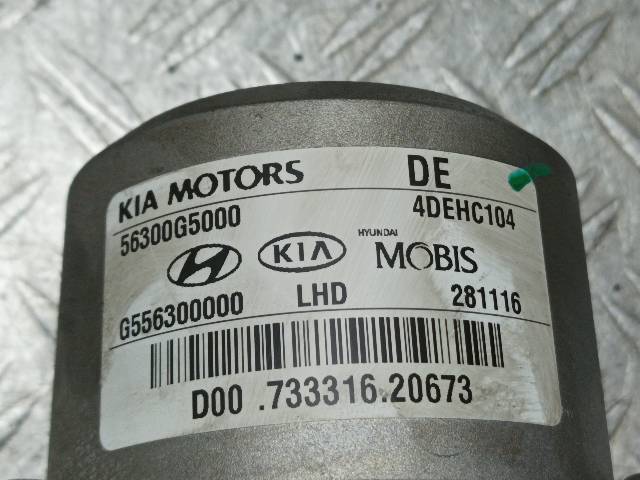 KIA MOTORS DE
56300G5000 4DEHC104
KIA HYUNDAI MOBIS
G556300000 LHD 281116
D00 .733316.20673